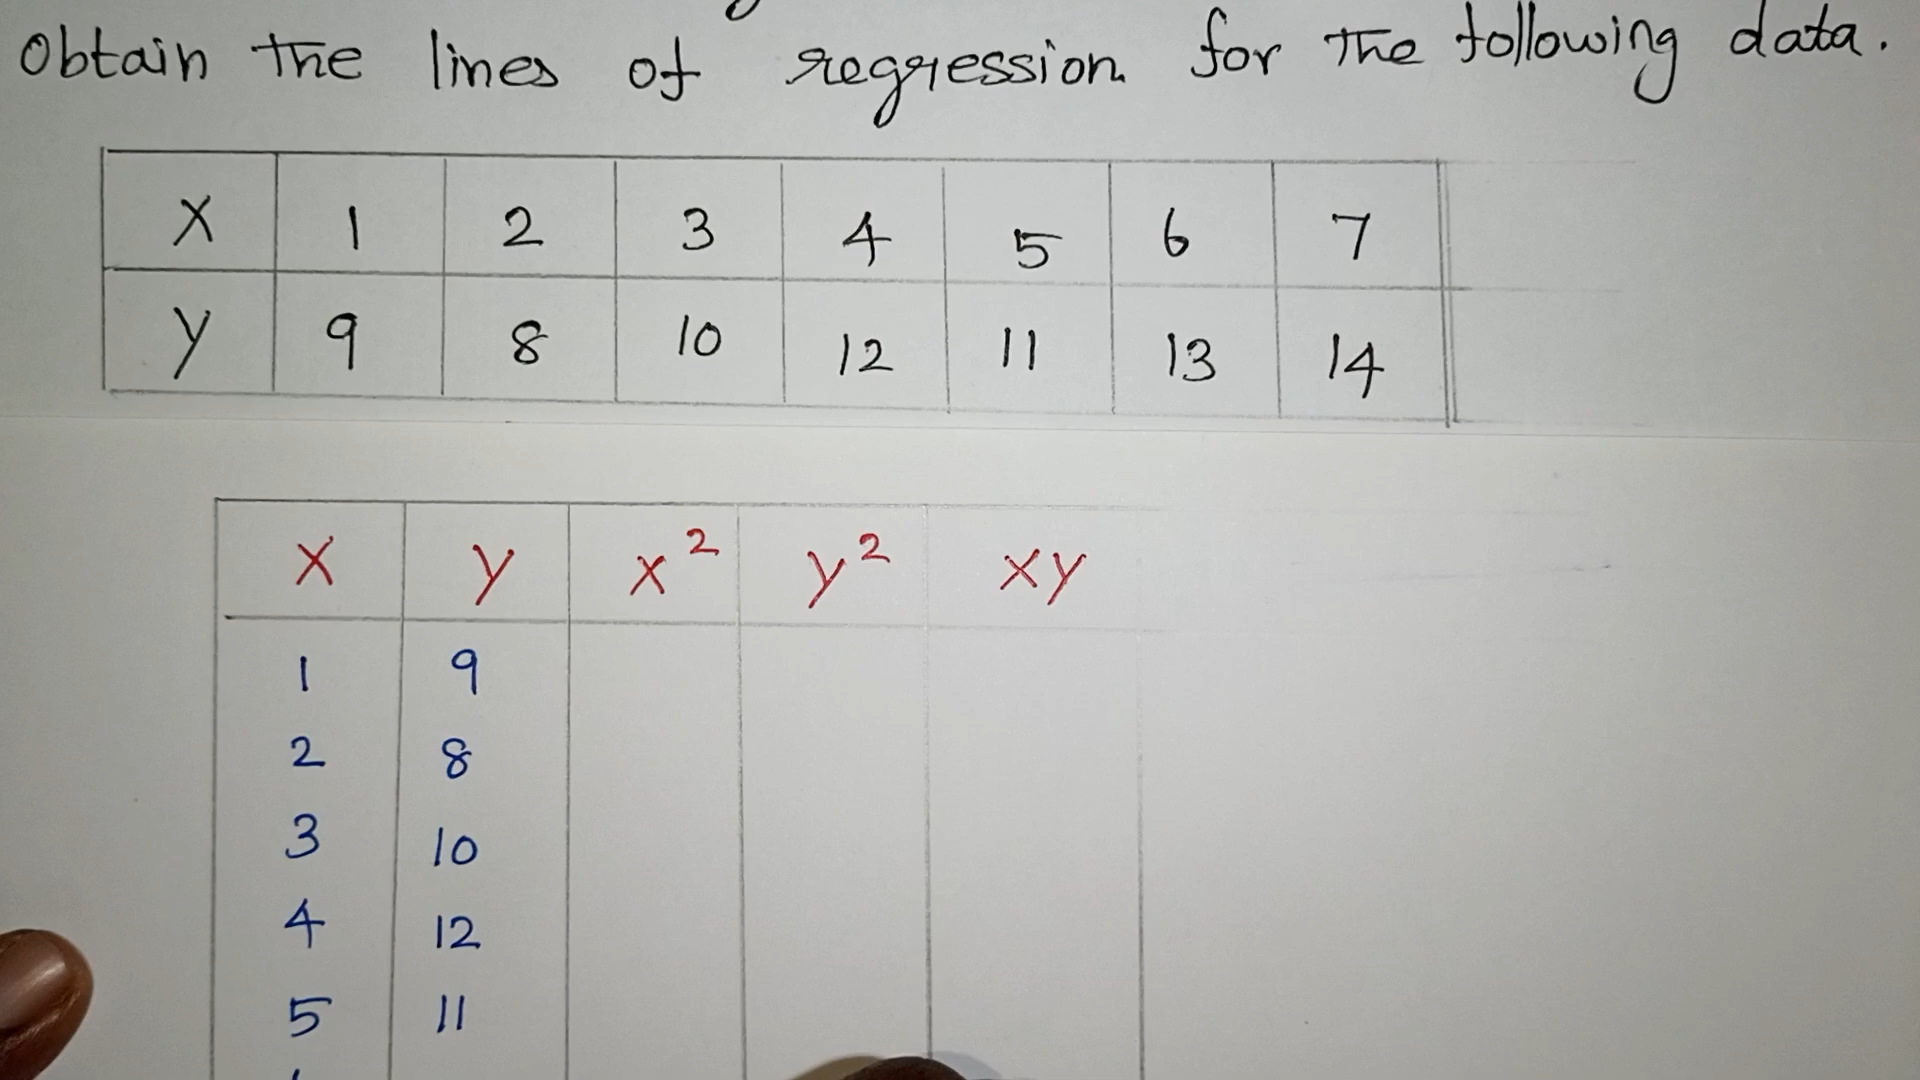 Obtain the lines of regression for the following data.
x 1 2 3 4 5 6 7
y 9 8 10 12 11 13 14
x y x² y² xy
1 9
2 8
3 10
4 12
5 11